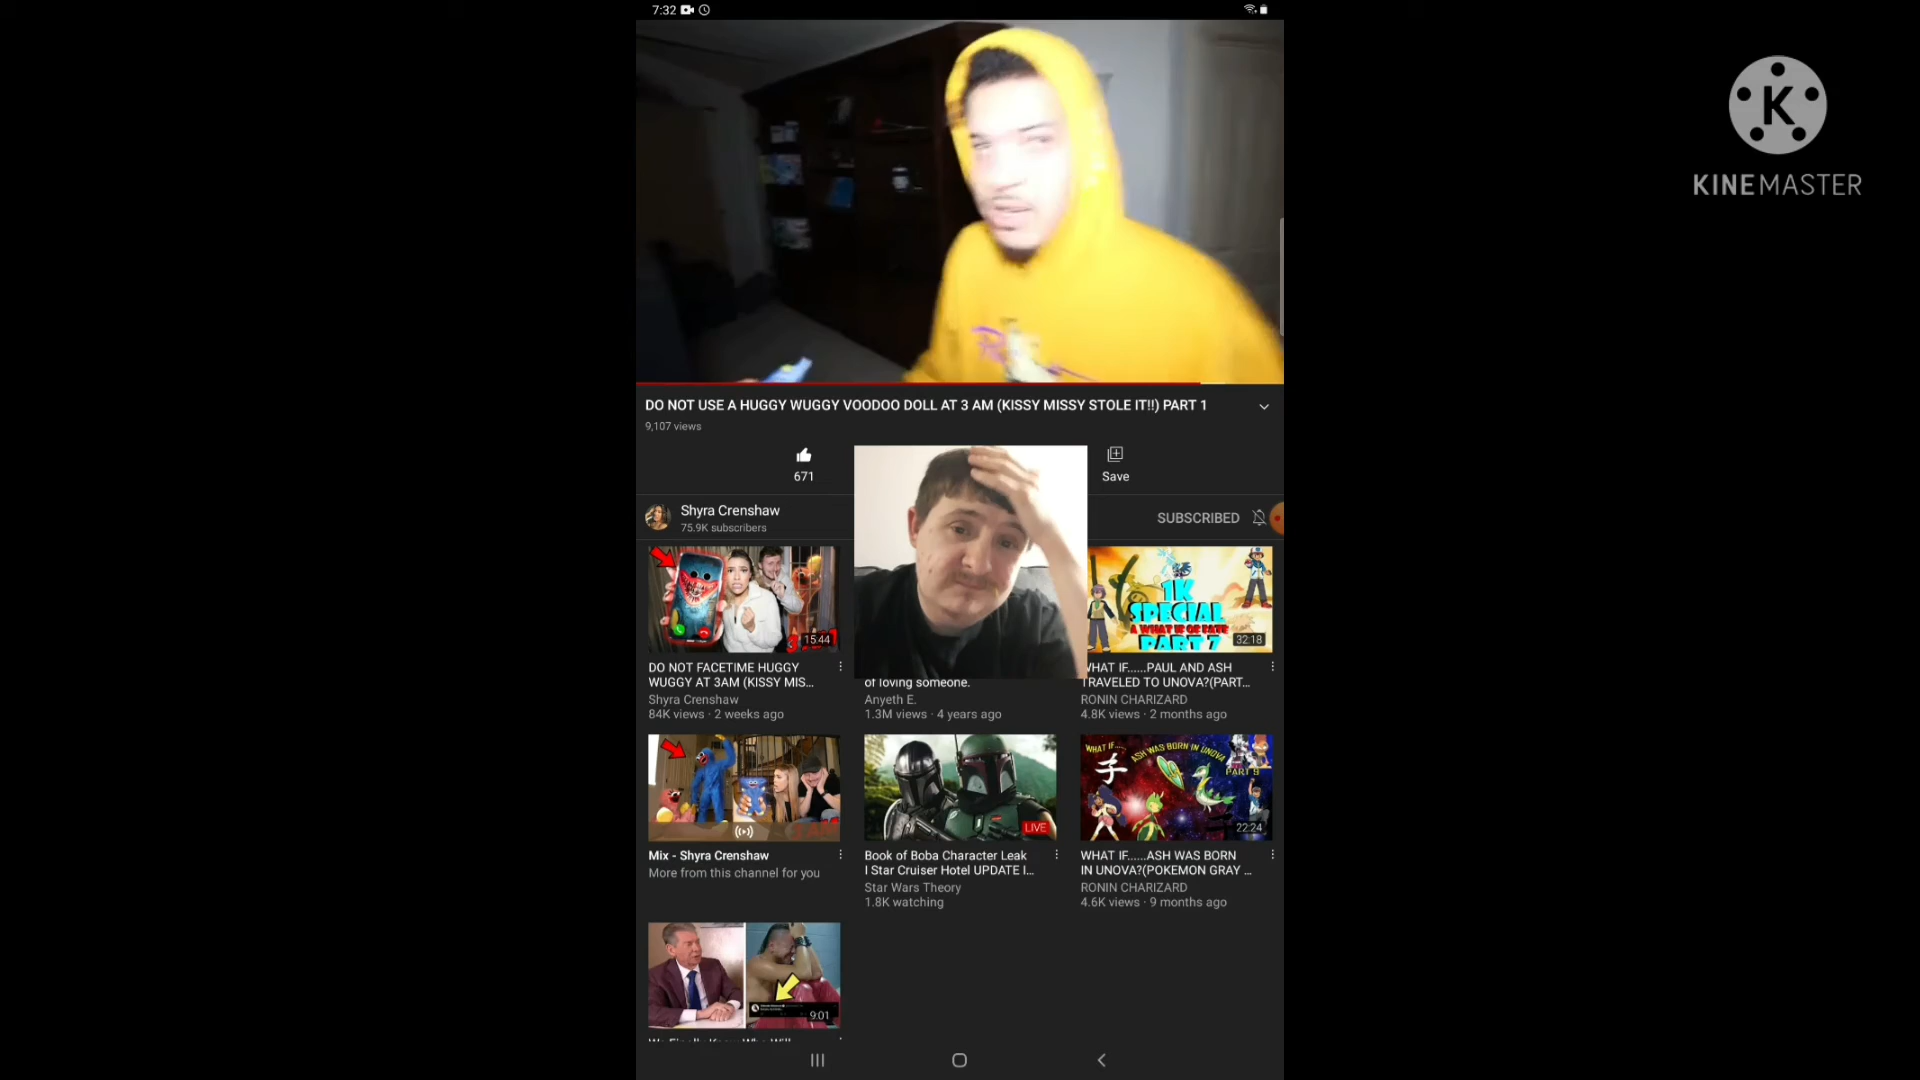 7:32
KINEMASTER
DO NOT USE A HUGGY WUGGY VOODOO DOLL AT 3 AM (KISSY MISSY STOLE IT!!) PART 1
9,107 views
671
Save
Shyra Crenshaw
75.9K subscribers
SUBSCRIBED
15:44
1K
SPECIAL
A WHAT IF OF FATE
PART 7
32:18
DO NOT FACETIME HUGGY
WUGGY AT 3AM (KISSY MIS...
Shyra Crenshaw
84K views · 2 weeks ago
of loving someone.
Anyeth E.
1.3M views · 4 years ago
WHAT IF......PAUL AND ASH
TRAVELED TO UNOVA?(PART...
RONIN CHARIZARD
4.8K views · 2 months ago
LIVE
WHAT IF...
ASH WAS BORN IN UNOVA
PART 9
22:24
Mix - Shyra Crenshaw
More from this channel for you
Book of Boba Character Leak
I Star Cruiser Hotel UPDATE I...
Star Wars Theory
1.8K watching
WHAT IF......ASH WAS BORN
IN UNOVA?(POKEMON GRAY ...
RONIN CHARIZARD
4.6K views · 9 months ago
9:01